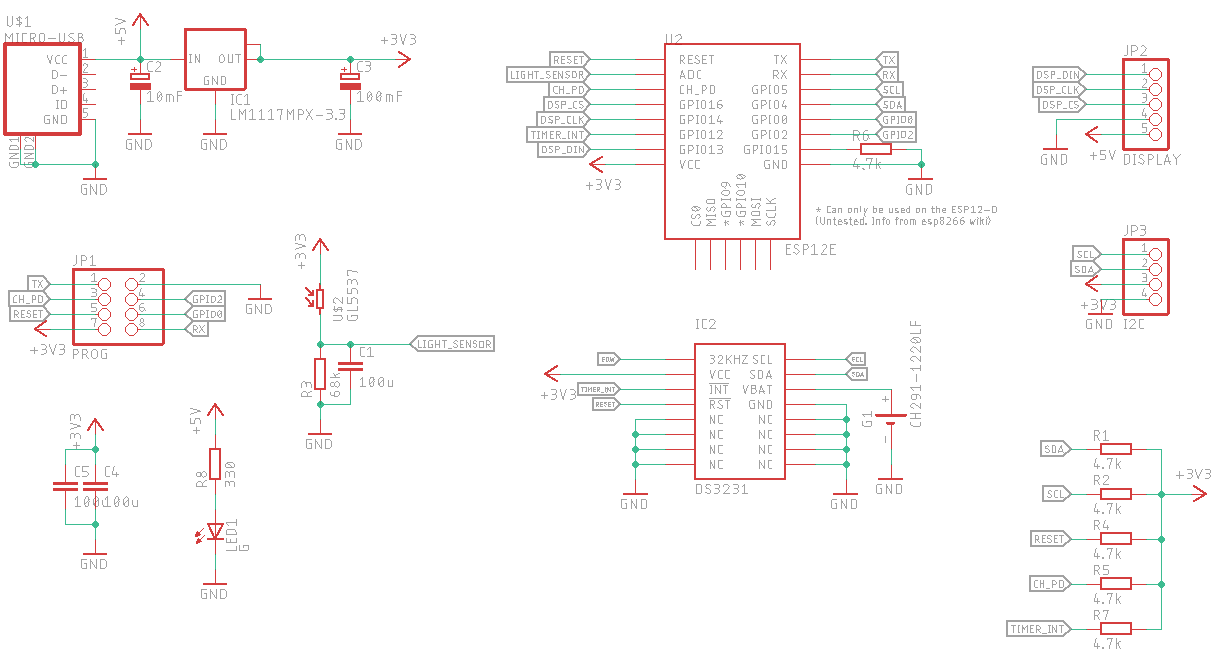 U$1
MICRO-USB
VCC
D-
D+
ID
GND
1
2
3
4
5
GND1
GND2
GND
+5V
C2
10mF
GND
IN
OUT
GND
IC1
LM1117MPX-3.3
GND
C3
100mF
GND
+3V3
U2
RESET
LIGHT_SENSOR
CH_PD
DSP_CS
DSP_CLK
TIMER_INT
DSP_DIN
+3V3
RESET
ADC
CH_PD
GPIO16
GPIO14
GPIO12
GPIO13
VCC
TX
RX
GPIO5
GPIO4
GPIO0
GPIO2
GPIO15
GND
CS0
MISO
*GPIO9
*GPIO10
MOSI
SCLK
TX
RX
SCL
SDA
GPIO0
GPIO2
R6
4.7k
GND
* Can only be used on the ESP12-D
(Untested. Info from esp8266 wiki)
ESP12E
JP2
DSP_DIN
DSP_CLK
DSP_CS
1
2
3
4
5
GND
+5V
DISPLAY
JP3
SCL
SDA
1
2
3
4
+3V3
GND
I2C
JP1
TX
CH_PD
RESET
+3V3
1
3
5
7
2
4
6
8
GPIO2
GPIO0
RX
GND
PROG
+3V3
U$2
GL5537
R3
68k
C1
100u
LIGHT_SENSOR
GND
IC2
32KHZ
VCC
INT
RST
NC
NC
NC
NC
SCL
SDA
VBAT
GND
NC
NC
NC
NC
+3V3
TIMER_INT
RESET
SCL
SDA
G1
+
-
CH291-1220LF
GND
GND
GND
DS3231
+3V3
C5
100u
C4
100u
GND
+5V
R8
330
LED1
G
GND
SDA
R1
4.7k
SCL
R2
4.7k
RESET
R4
4.7k
CH_PD
R5
4.7k
TIMER_INT
R7
4.7k
+3V3